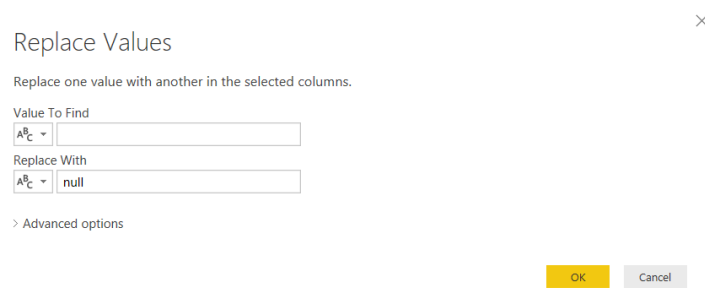 Replace Values
Replace one value with another in the selected columns.
Value To Find
ABC
Replace With
ABC null
Advanced options
OK Cancel